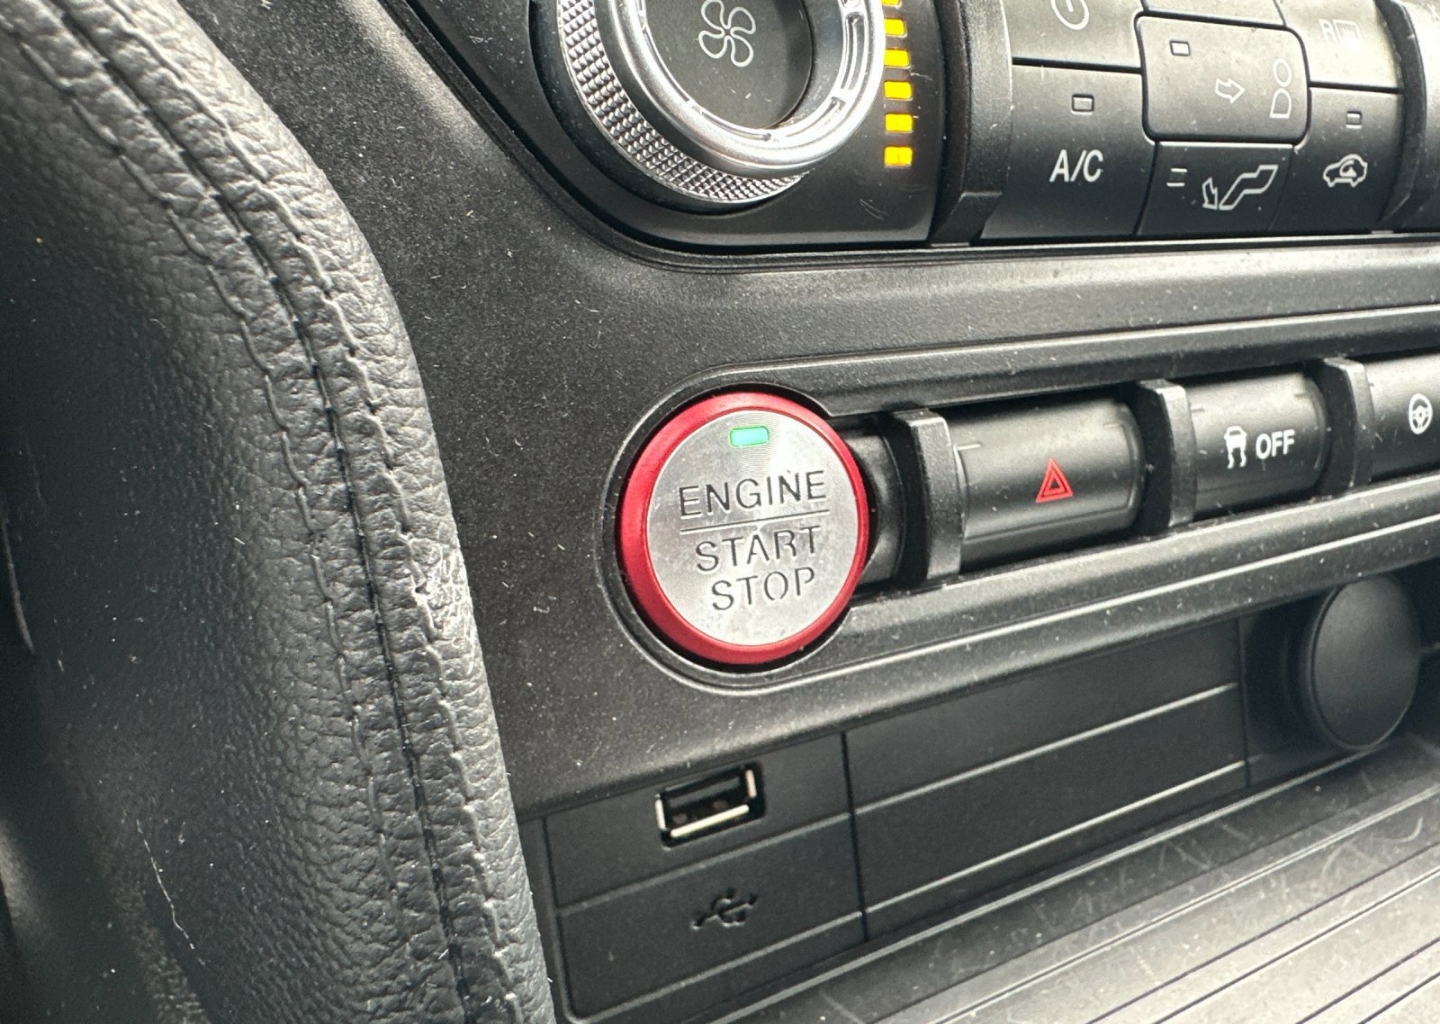 R
A/C
OFF
ENGINE
START
STOP